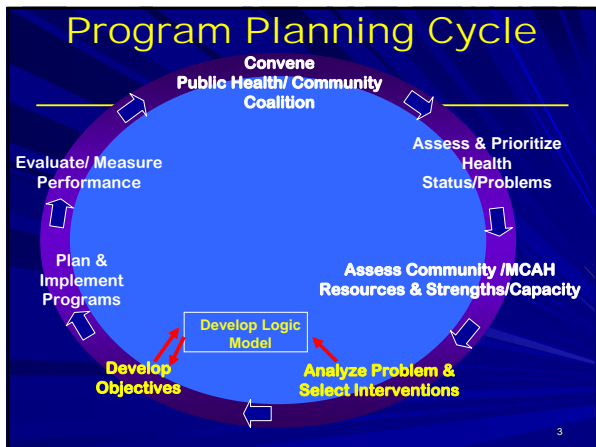 Program Planning Cycle
Convene
Public Health/ Community
Coalition
Assess & Prioritize
Health
Status/Problems
Assess Community /MCAH
Resources & Strengths/Capacity
Analyze Problem &
Select Interventions
Develop Logic
Model
Develop
Objectives
Plan &
Implement
Programs
Evaluate/ Measure
Performance
3